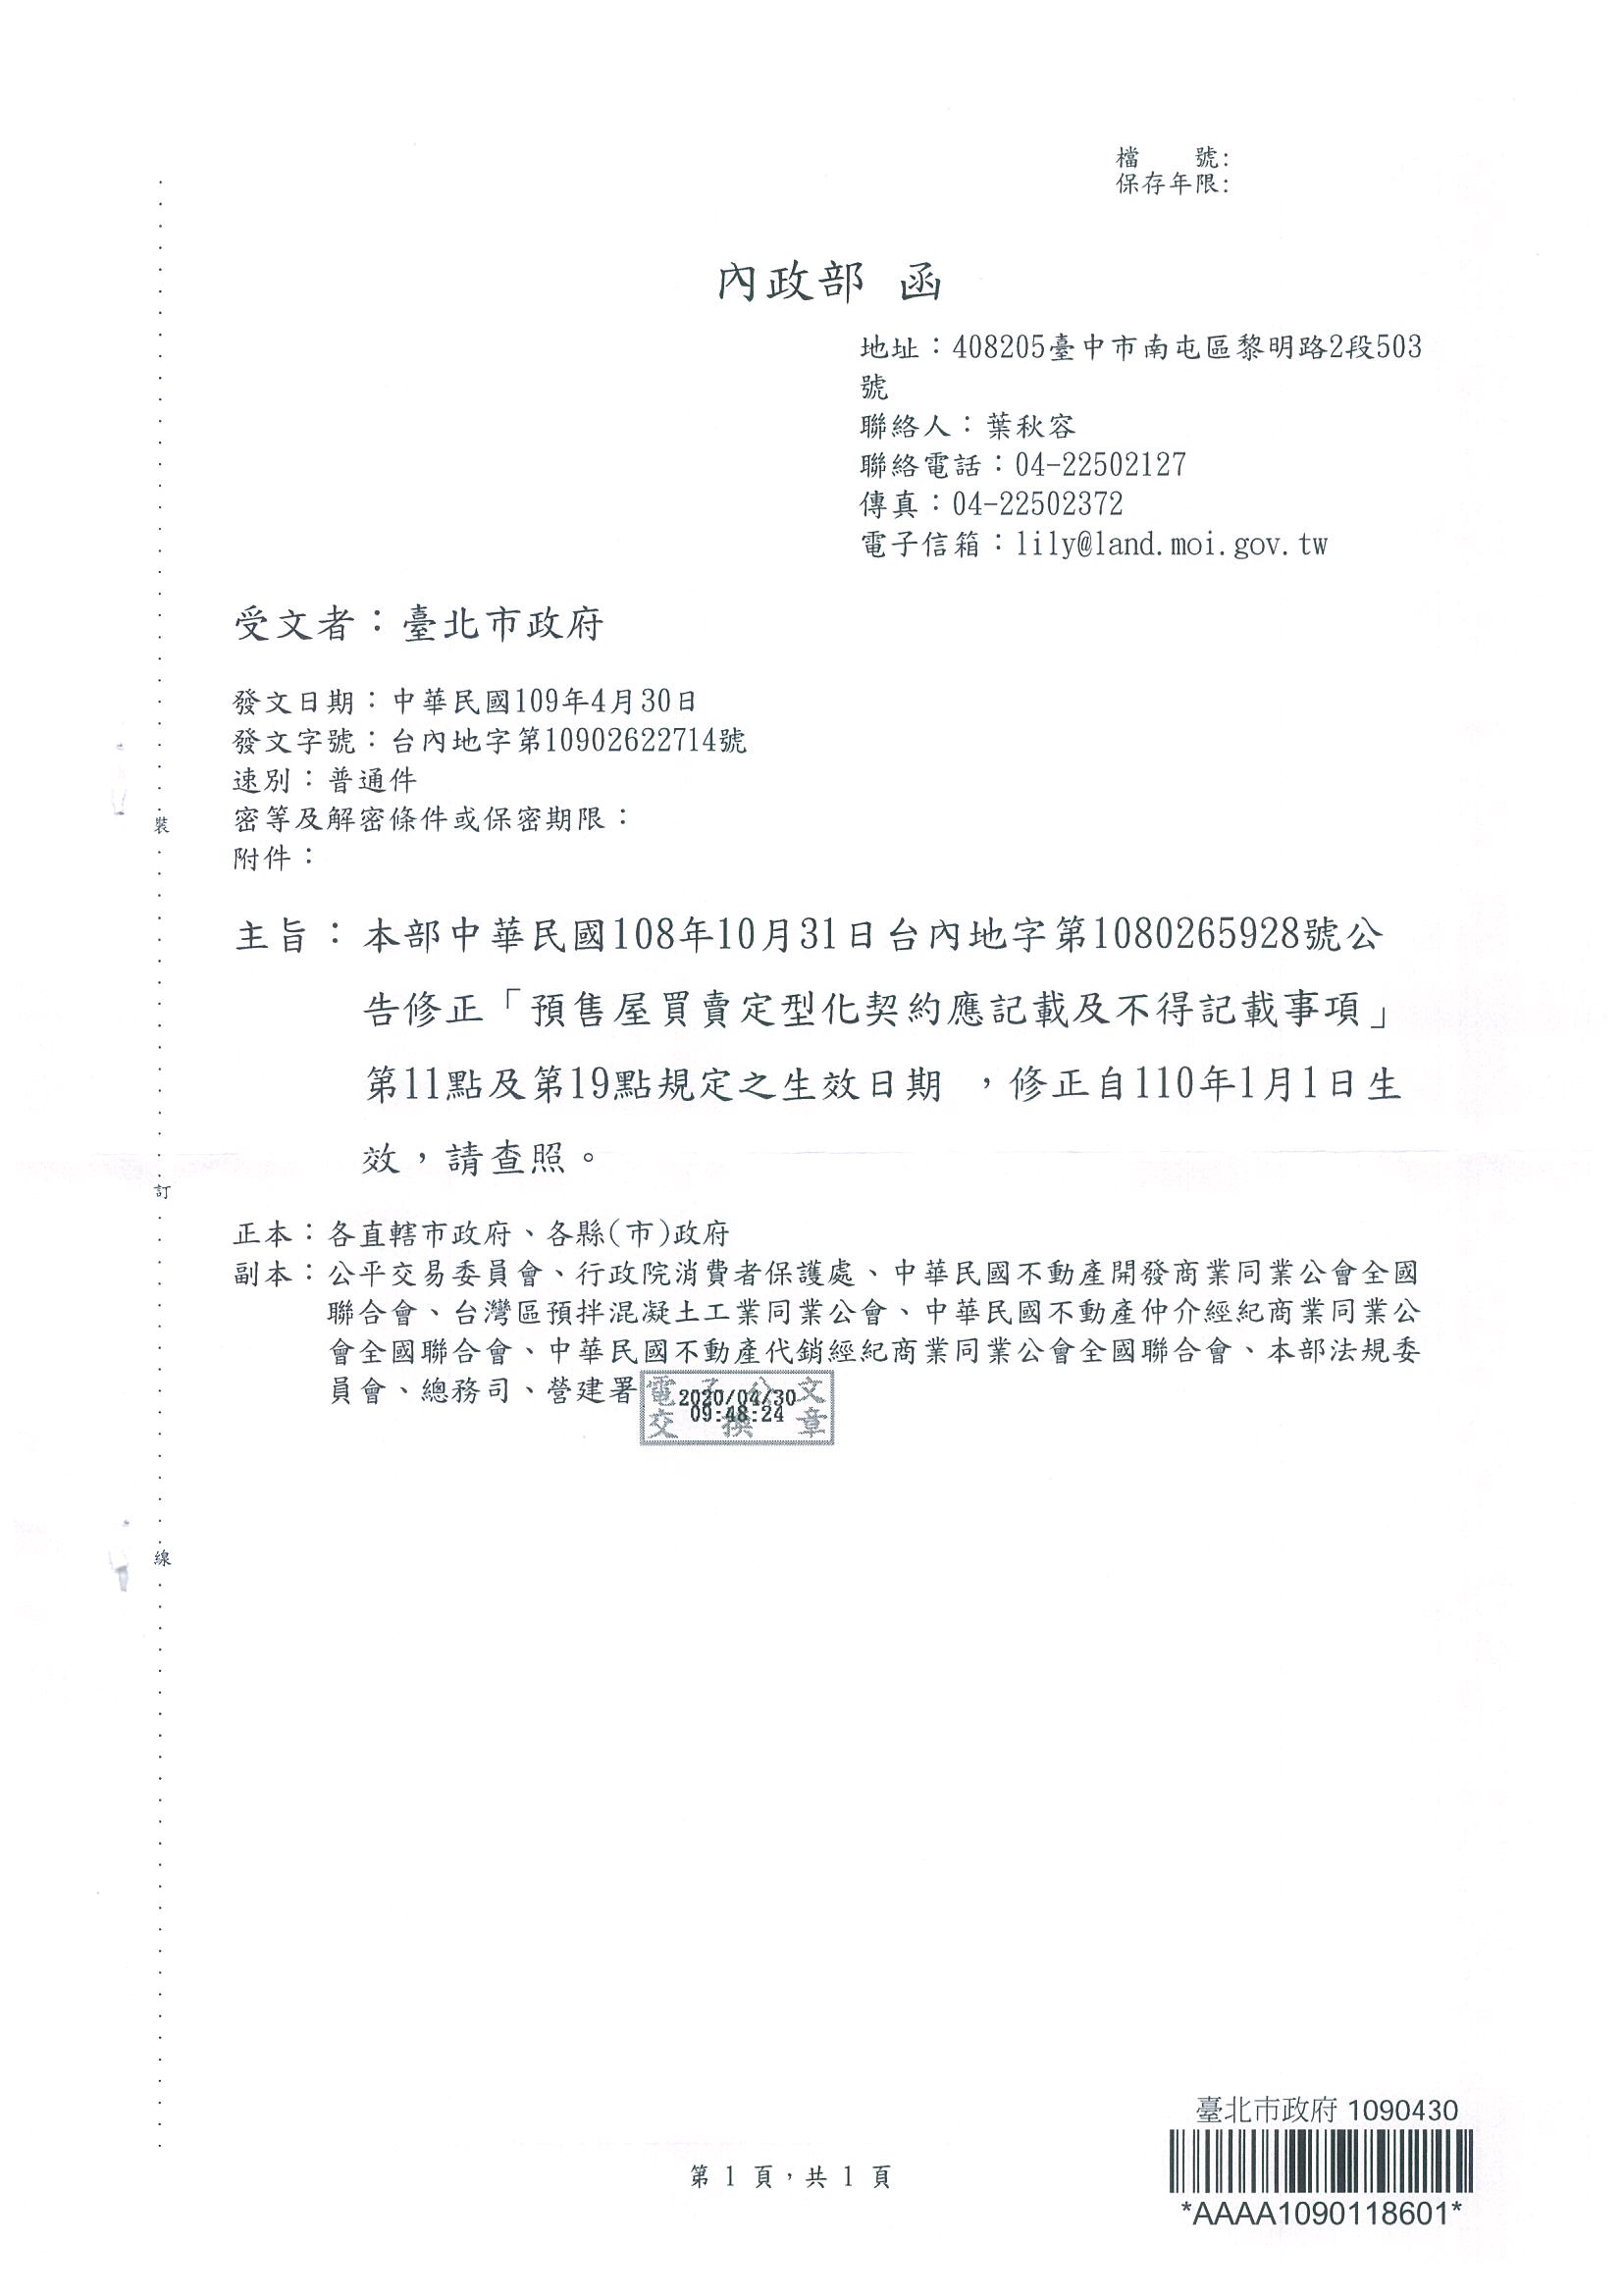 檔　　號:
保存年限:
內政部 函
地址：408205臺中市南屯區黎明路2段503
號
聯絡人：葉秋容
聯絡電話：04-22502127
傳真：04-22502372
電子信箱：lily@land.moi.gov.tw
受文者：臺北市政府
發文日期：中華民國109年4月30日
發文字號：台內地字第10902622714號
速別：普通件
密等及解密條件或保密期限：
附件：
主旨：本部中華民國108年10月31日台內地字第1080265928號公
告修正「預售屋買賣定型化契約應記載及不得記載事項」
第11點及第19點規定之生效日期 ，修正自110年1月1日生
效，請查照。
正本：各直轄市政府、各縣(市)政府
副本：公平交易委員會、行政院消費者保護處、中華民國不動產開發商業同業公會全國
聯合會、台灣區預拌混凝土工業同業公會、中華民國不動產仲介經紀商業同業公
會全國聯合會、中華民國不動產代銷經紀商業同業公會全國聯合會、本部法規委
員會、總務司、營建署
電子公文
2020/04/30
09:48:24
交換章
裝
訂
線
臺北市政府 1090430
第 1 頁，共 1 頁
*AAAA1090118601*